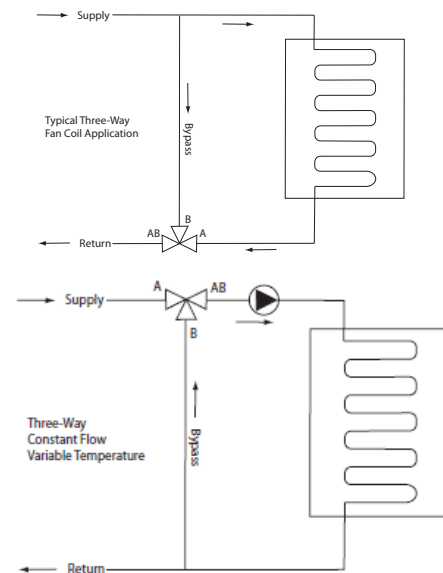 Supply
Typical Three-Way
Fan Coil Application
Bypass
B
AB
A
Return
A
AB
Supply
B
Three-Way
Constant Flow
Variable Temperature
Bypass
Return